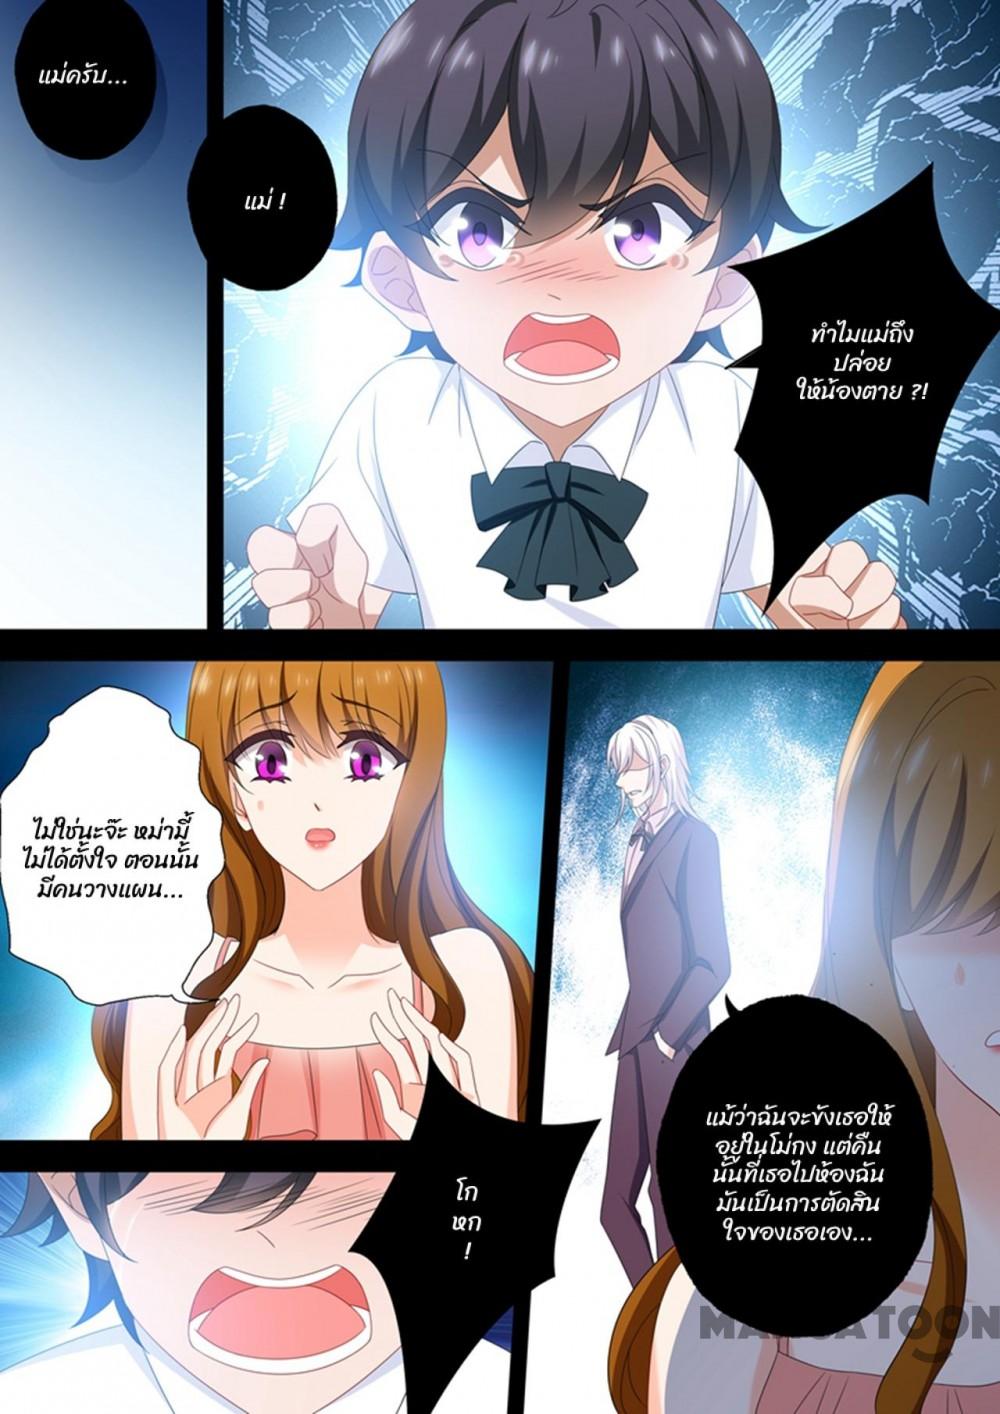 แม่ครับ...
แม่ !
ทำไมแม่ถึง
ปล่อย
ให้น้องตาย ?!
ไม่ใช่นะจ๊ะ หม่ามี้
ไม่ได้ตั้งใจ ตอนนั้น
มีคนวางแผน...
แม้ว่าฉันจะขังเธอให้
อยู่ในโม่กง แต่คืน
นั้นที่เธอไปห้องฉัน
มันเป็นการตัดสิน
ใจของเธอเอง...
โก
หก
!
MANGATOON